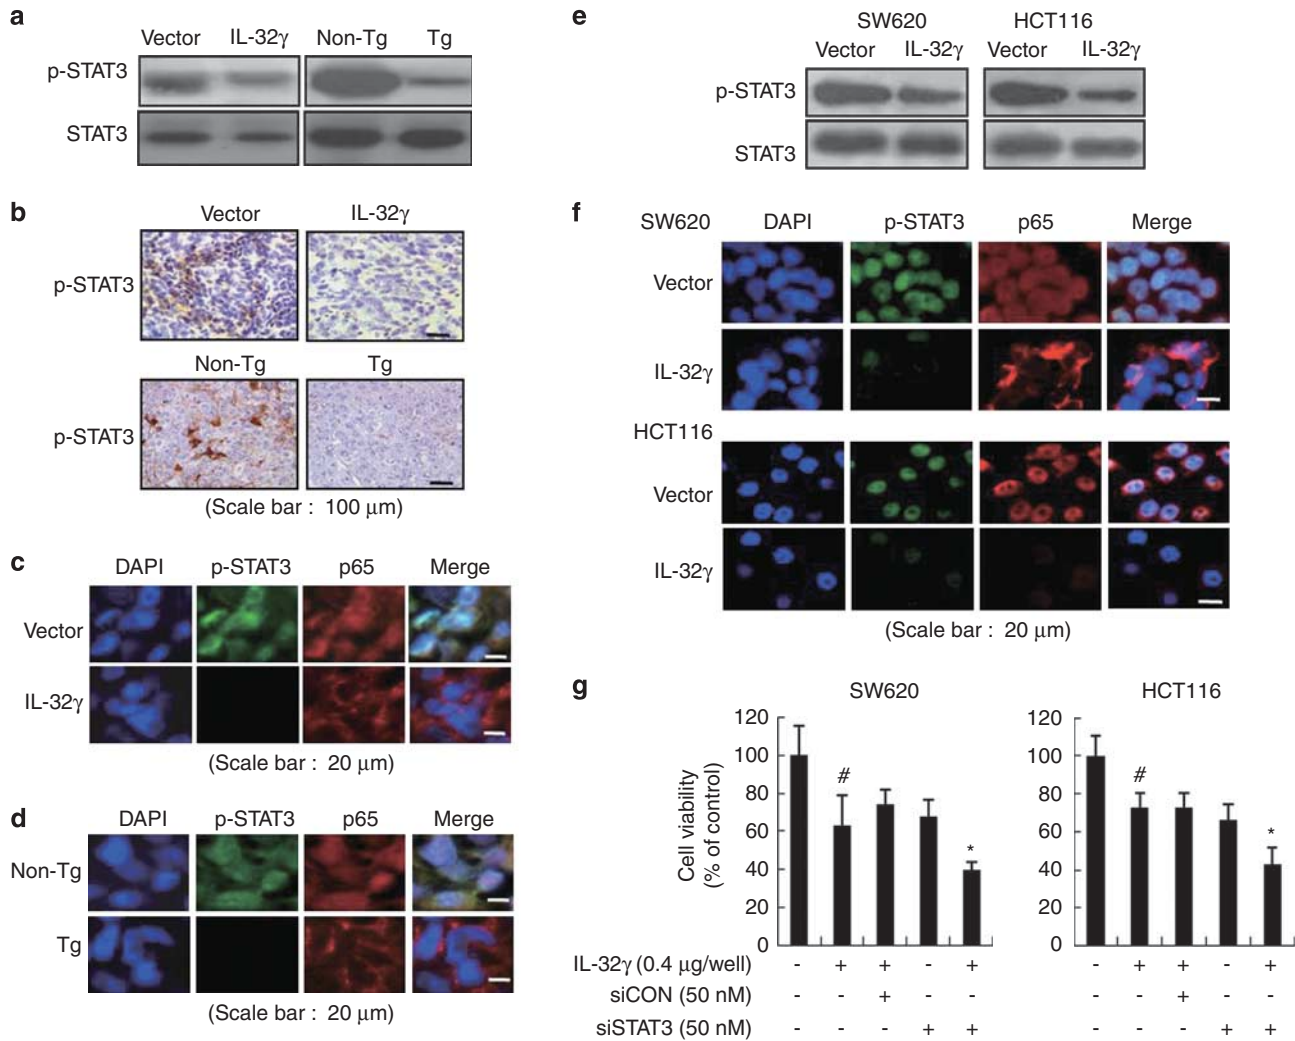 a
Vector IL-32γ Non-Tg Tg
p-STAT3
STAT3
b
Vector IL-32γ
p-STAT3
Non-Tg Tg
p-STAT3
(Scale bar : 100 μm)
c
DAPI p-STAT3 p65 Merge
Vector
IL-32γ
(Scale bar : 20 μm)
d
DAPI p-STAT3 p65 Merge
Non-Tg
Tg
(Scale bar : 20 μm)
e
SW620 HCT116
Vector IL-32γ Vector IL-32γ
p-STAT3
STAT3
f
SW620 DAPI p-STAT3 p65 Merge
Vector
IL-32γ
HCT116
Vector
IL-32γ
(Scale bar : 20 μm)
g
SW620 HCT116
Cell viability
(% of control)
120 120
100 100
80 # 80 #
60 60 *
40 * 40
20 20
0 0
IL-32γ (0.4 μg/well) - + + - + - + + - +
siCON (50 nM) - - + - - - - + - -
siSTAT3 (50 nM) - - - + + - - - + +